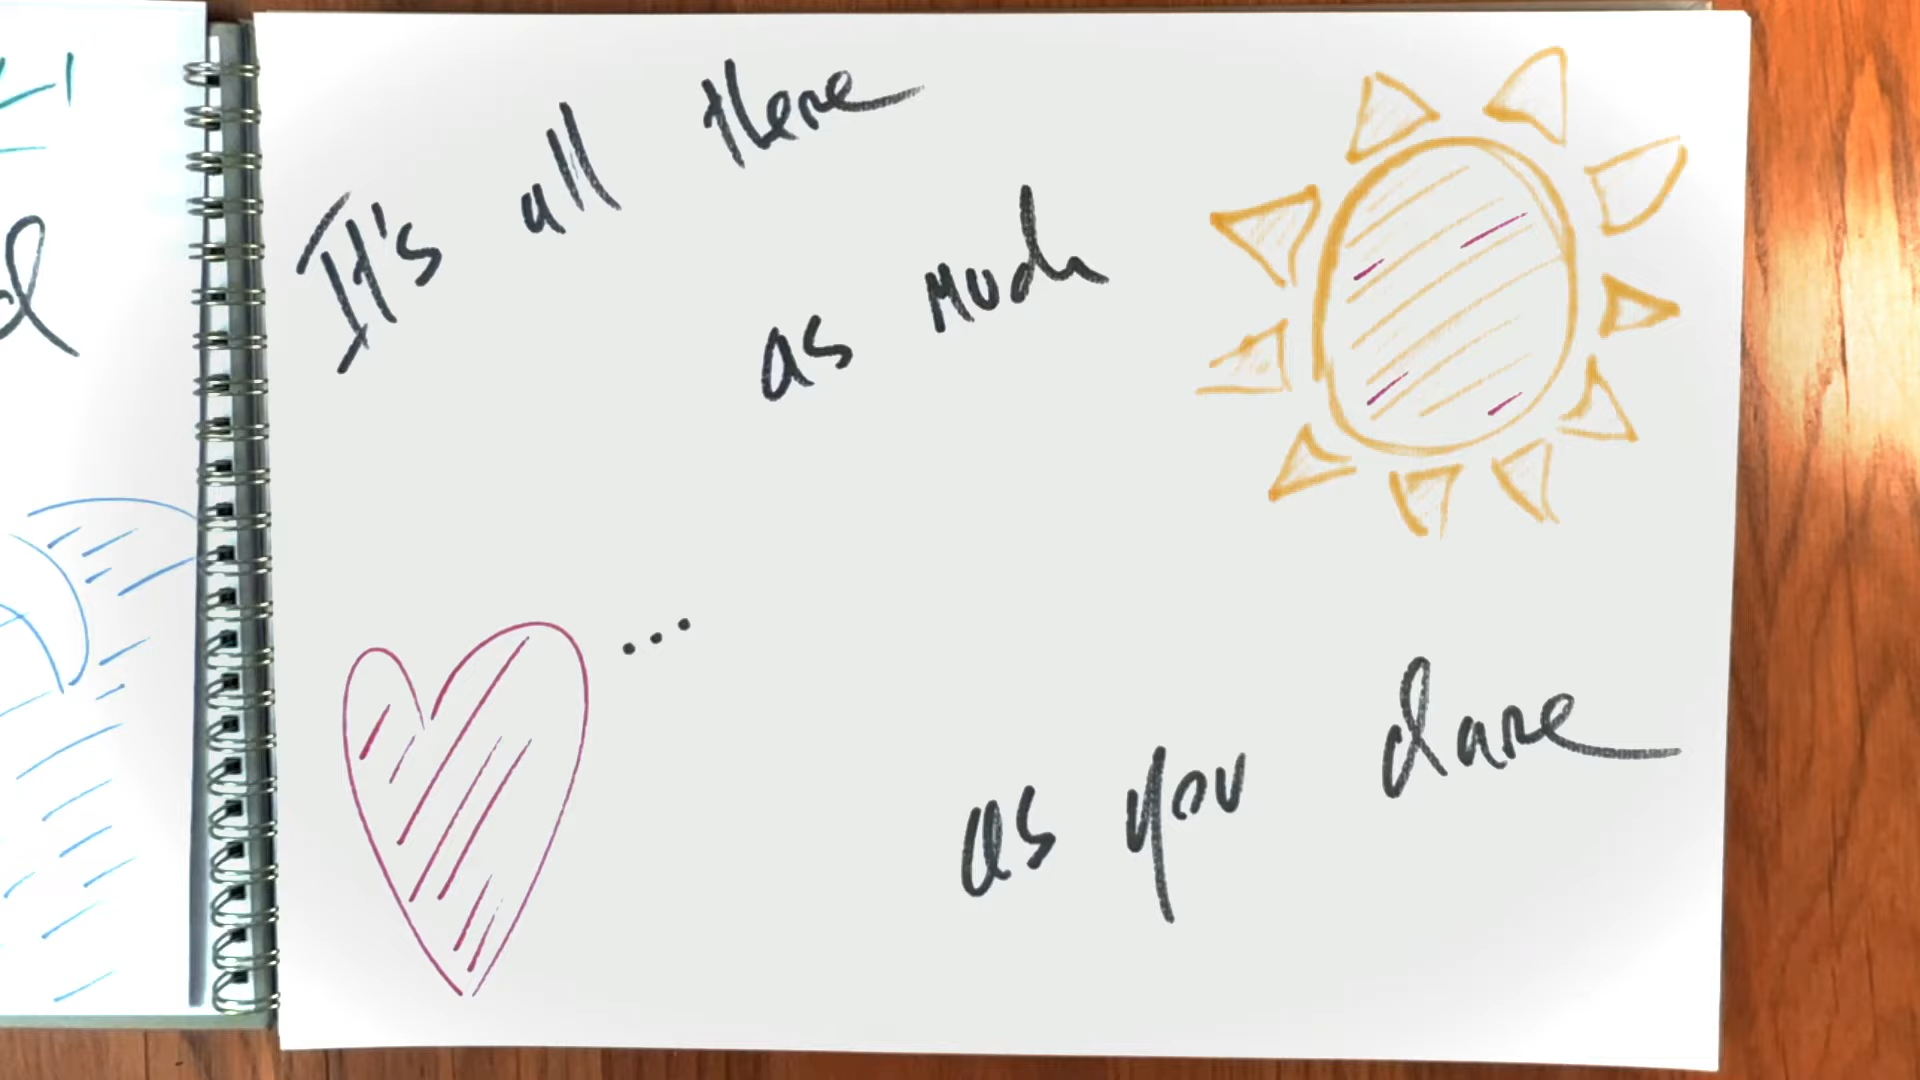 It's all there
as much
...
as you dare